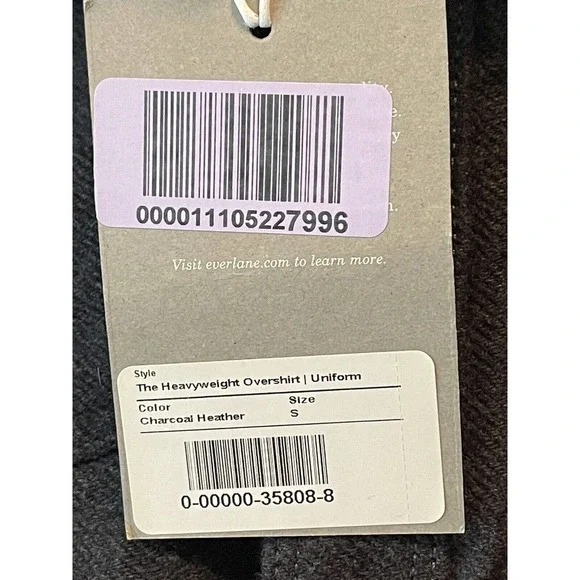 000011105227996
Visit everlane.com to learn more.
Style
The Heavyweight Overshirt | Uniform
Color Size
Charcoal Heather S
0-00000-35808-8